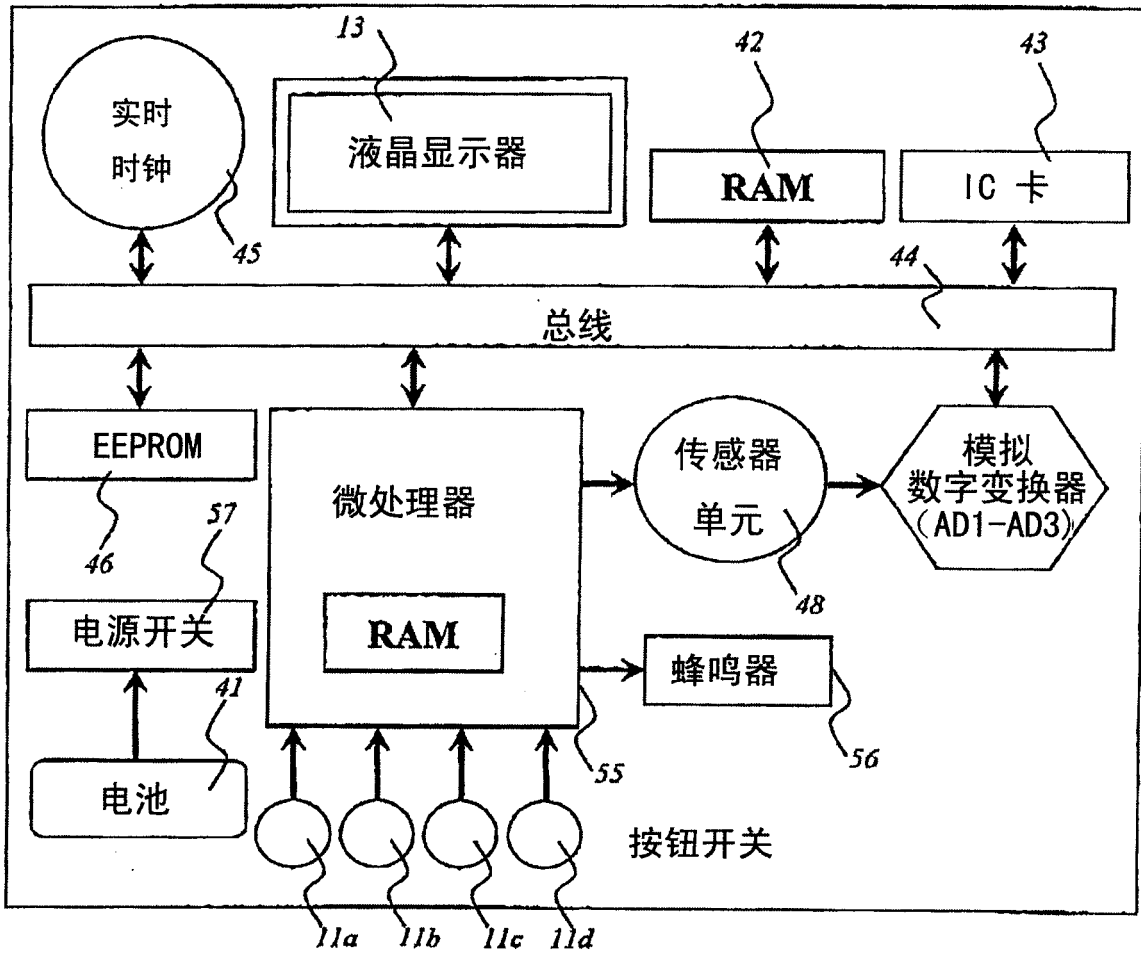 13
42
43
实时
时钟
液晶显示器
RAM
IC 卡
45
44
总线
EEPROM
46
57
微处理器
RAM
传感器
单元
48
模拟
数字变换器
(AD1-AD3)
电源开关
41
电池
蜂鸣器
56
55
按钮开关
11a
11b
11c
11d